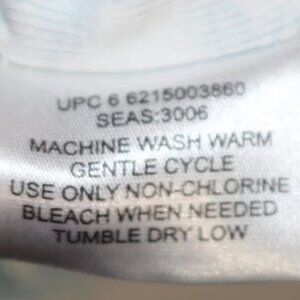 UPC 6 6215003860
SEAS:3006
MACHINE WASH WARM
GENTLE CYCLE
USE ONLY NON-CHLORINE
BLEACH WHEN NEEDED
TUMBLE DRY LOW